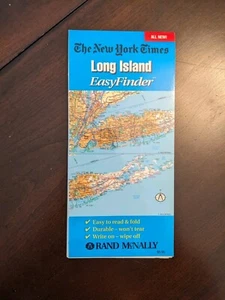 ALL NEW!
The New York Times
Long Island
EasyFinder
✓ Easy to read & fold
✓ Durable – won't tear
✓ Write on – wipe off
RAND McNALLY